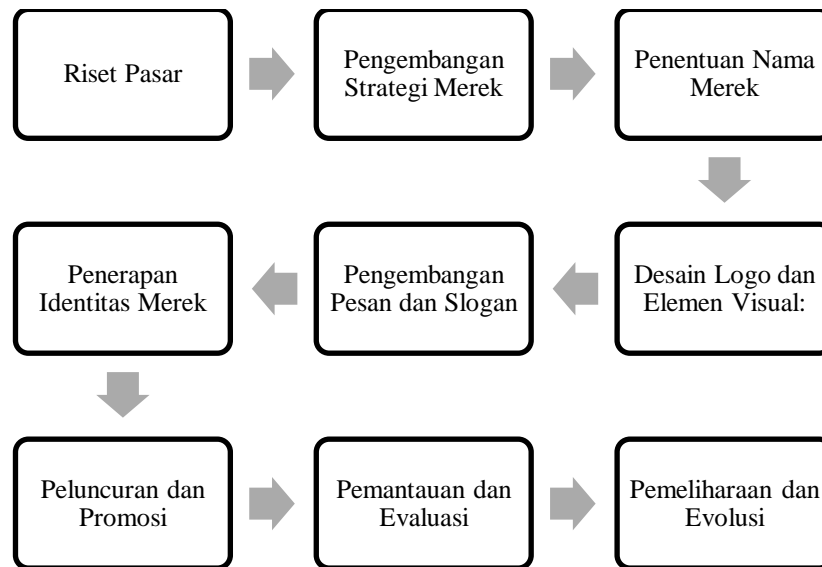 Riset Pasar
Pengembangan
Strategi Merek
Penentuan Nama
Merek
Desain Logo dan
Elemen Visual:
Pengembangan
Pesan dan Slogan
Penerapan
Identitas Merek
Peluncuran dan
Promosi
Pemantauan dan
Evaluasi
Pemeliharaan dan
Evolusi